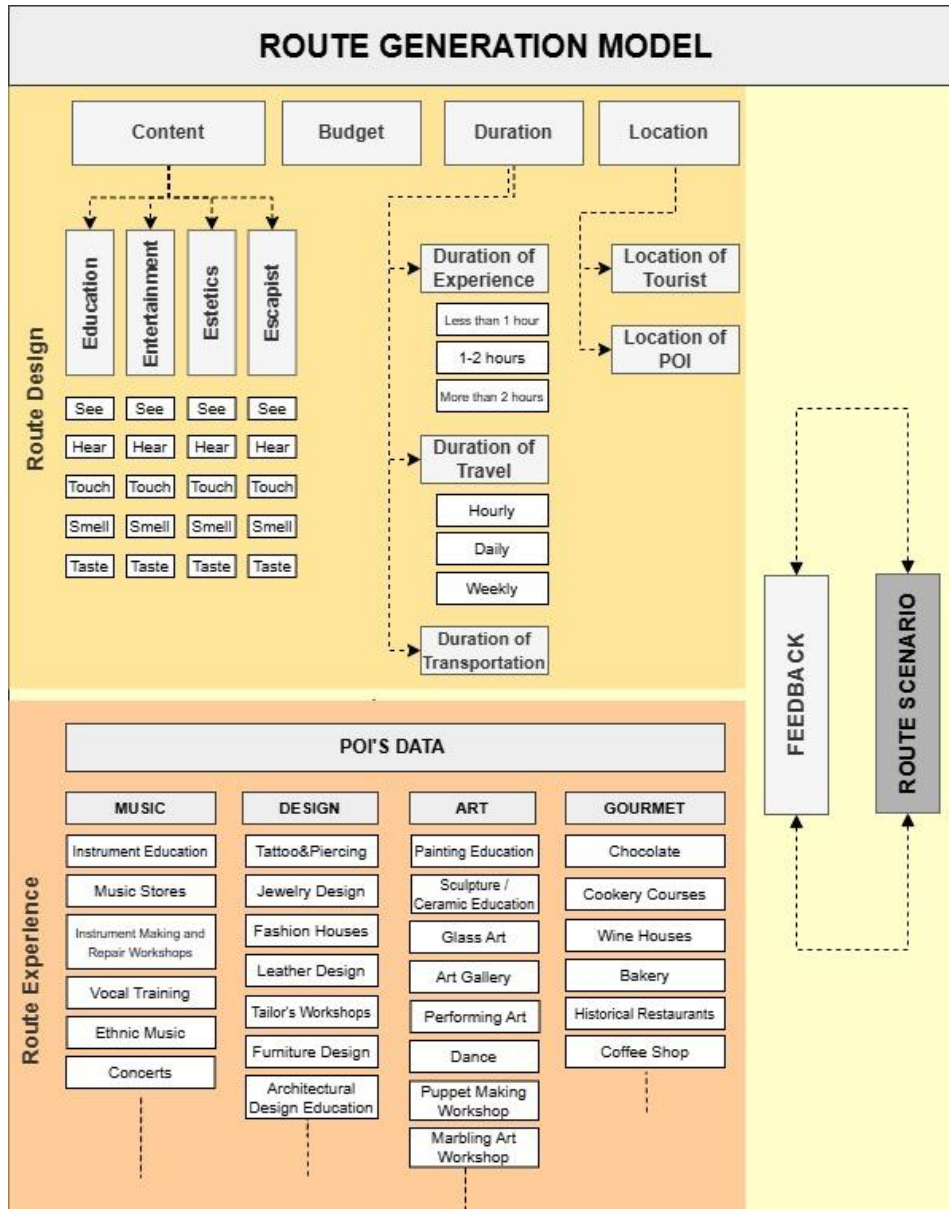 ROUTE GENERATION MODEL
Route Design
Content
Budget
Duration
Location
Education
Entertainment
Estetics
Escapist
See
See
See
See
Hear
Hear
Hear
Hear
Touch
Touch
Touch
Touch
Smell
Smell
Smell
Smell
Taste
Taste
Taste
Taste
Duration of
Experience
Less than 1 hour
1-2 hours
More than 2 hours
Duration of
Travel
Hourly
Daily
Weekly
Duration of
Transportation
Location of
Tourist
Location of
POI
FEEDBACK
ROUTE SCENARIO
Route Experience
POI'S DATA
MUSIC
Instrument Education
Music Stores
Instrument Making and
Repair Workshops
Vocal Training
Ethnic Music
Concerts
DESIGN
Tattoo&Piercing
Jewelry Design
Fashion Houses
Leather Design
Tailor's Workshops
Furniture Design
Architectural
Design Education
ART
Painting Education
Sculpture /
Ceramic Education
Glass Art
Art Gallery
Performing Art
Dance
Puppet Making
Workshop
Marbling Art
Workshop
GOURMET
Chocolate
Cookery Courses
Wine Houses
Bakery
Historical Restaurants
Coffee Shop